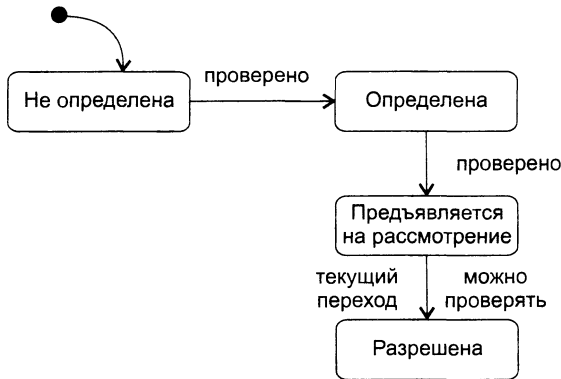 проверено
Не определена
Определена
проверено
Предъявляется
на рассмотрение
текущий
переход
можно
проверять
Разрешена